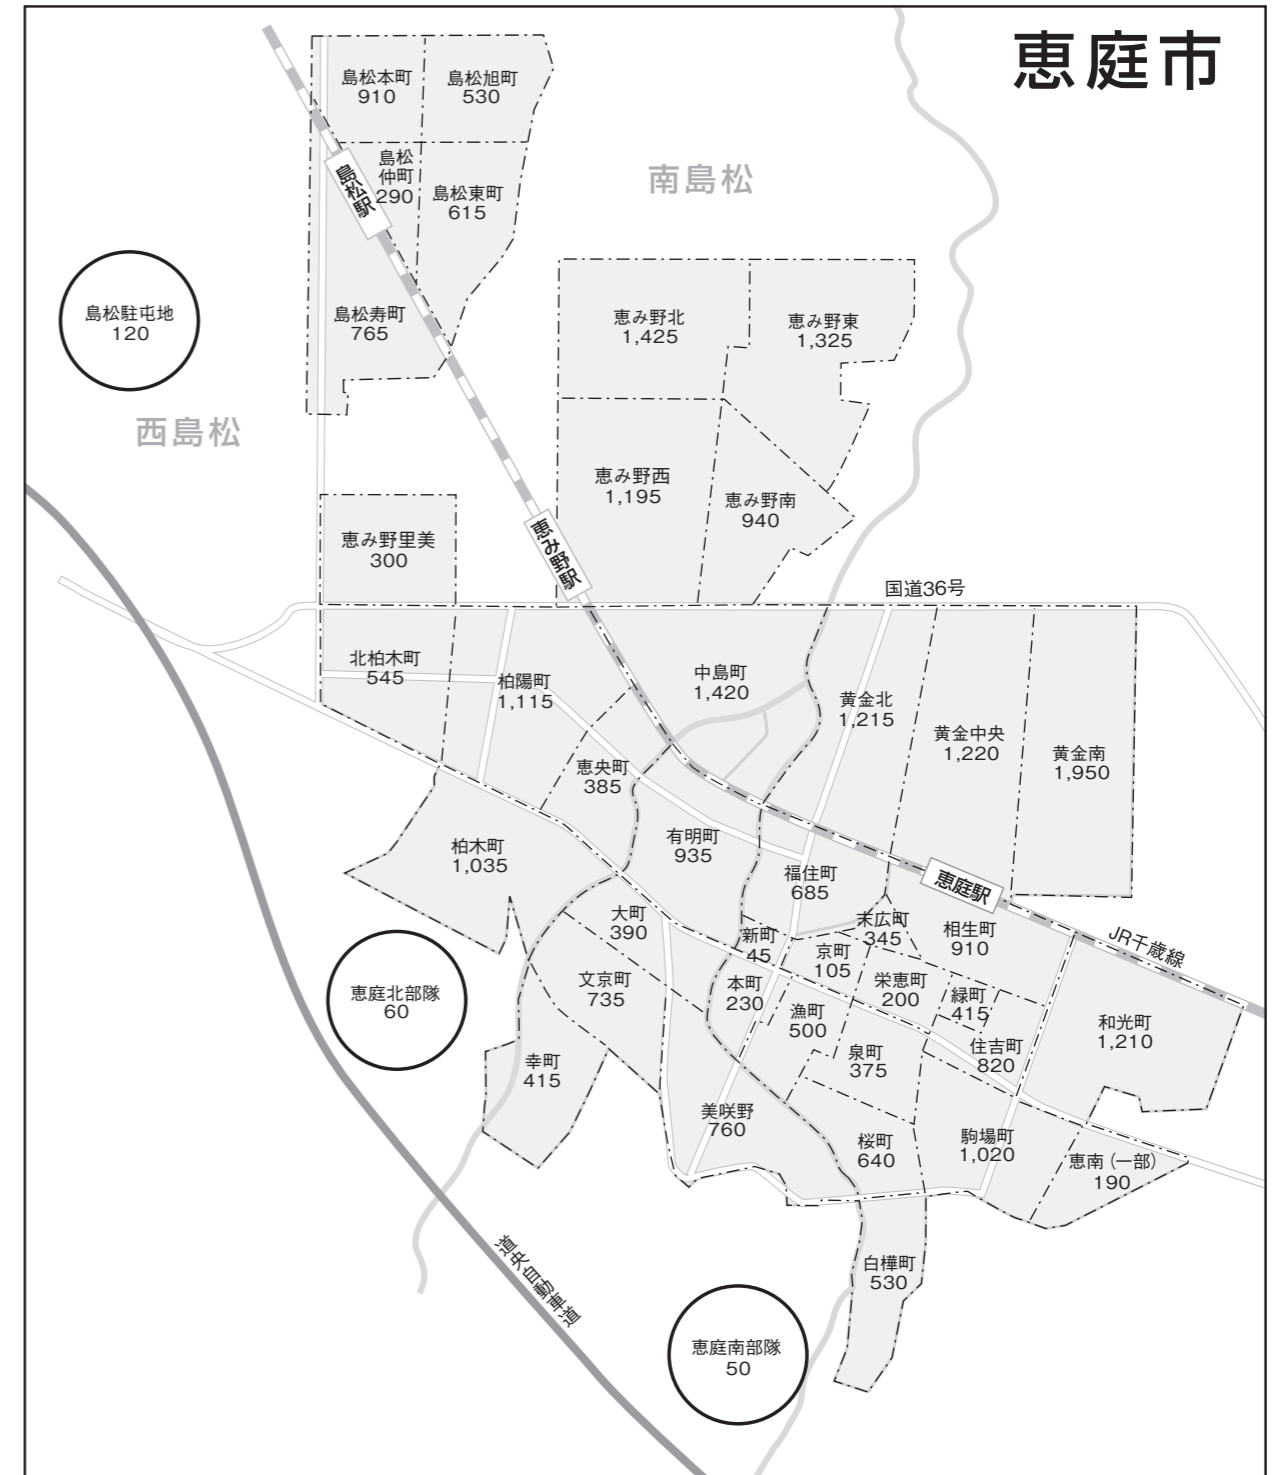 恵庭市
島松本町
910
島松旭町
530
島松
仲町
290
島松東町
615
島松駅
南島松
島松駐屯地
120
島松寿町
765
恵み野北
1,425
恵み野東
1,325
西島松
恵み野西
1,195
恵み野南
940
恵み野里美
300
恵み野駅
国道36号
北柏木町
545
柏陽町
1,115
中島町
1,420
黄金北
1,215
黄金中央
1,220
黄金南
1,950
恵央町
385
柏木町
1,035
有明町
935
福住町
685
恵庭駅
大町
390
新町
45
末広町
345
京町
105
相生町
910
JR千歳線
文京町
735
本町
230
栄恵町
200
緑町
415
恵庭北部隊
60
漁町
500
和光町
1,210
住吉町
820
泉町
375
幸町
415
美咲野
760
桜町
640
駒場町
1,020
恵南(一部)
190
道央自動車道
白樺町
530
恵庭南部隊
50